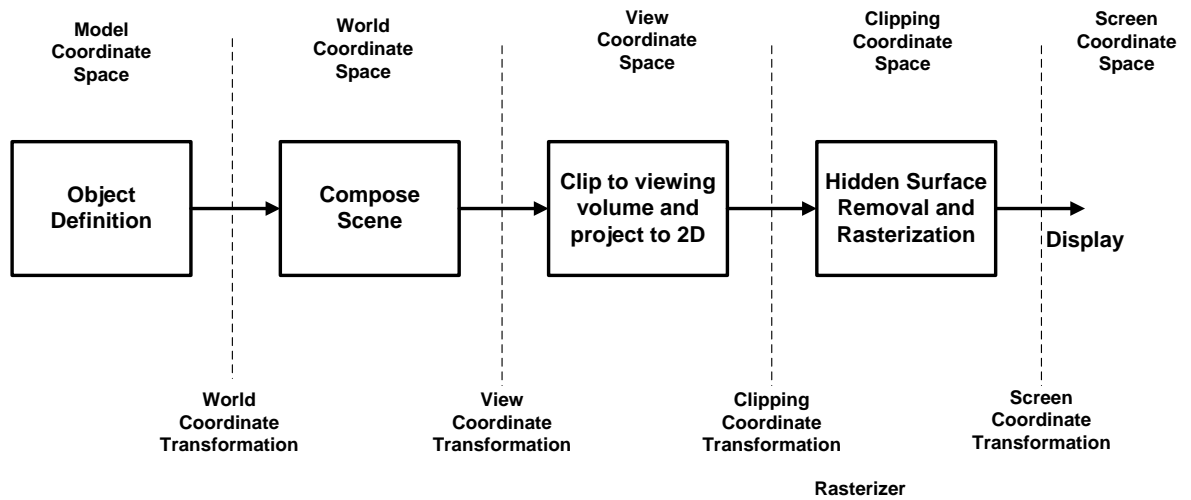 Model
Coordinate
Space
World
Coordinate
Space
View
Coordinate
Space
Clipping
Coordinate
Space
Screen
Coordinate
Space
Object
Definition
Compose
Scene
Clip to viewing
volume and
project to 2D
Hidden Surface
Removal and
Rasterization
Display
World
Coordinate
Transformation
View
Coordinate
Transformation
Clipping
Coordinate
Transformation
Screen
Coordinate
Transformation
Rasterizer